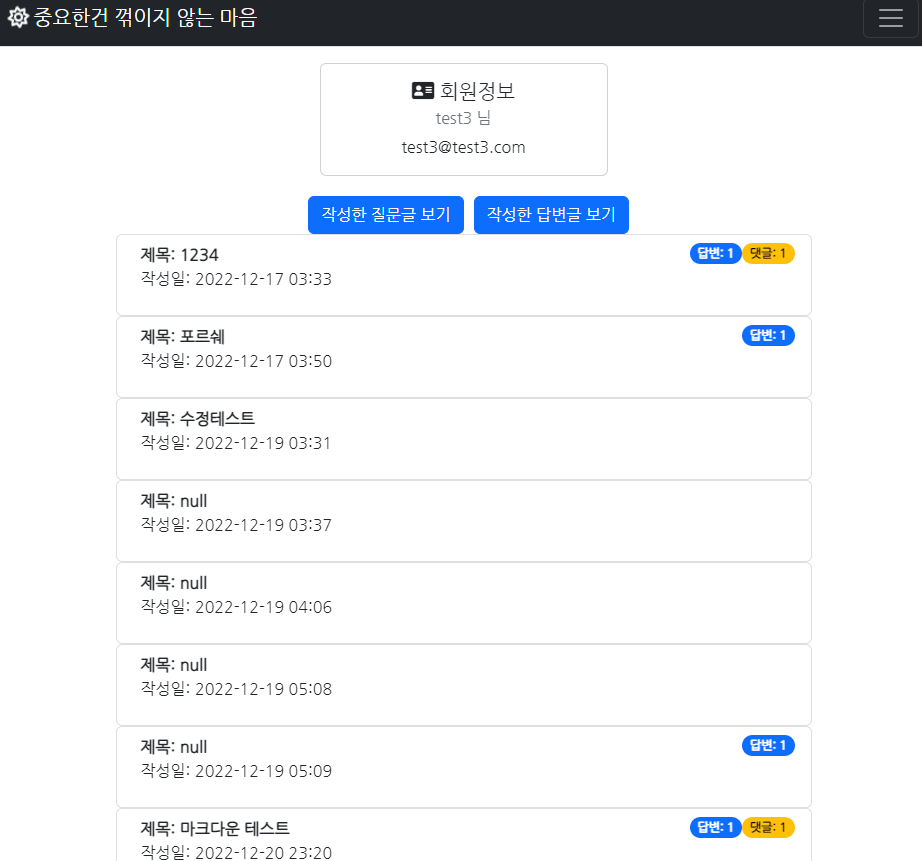 중요한건 꺾이지 않는 마음
회원정보
test3 님
test3@test3.com
작성한 질문글 보기 작성한 답변글 보기
제목: 1234 답변: 1 댓글: 1
작성일: 2022-12-17 03:33
제목: 포르쉐 답변: 1
작성일: 2022-12-17 03:50
제목: 수정테스트
작성일: 2022-12-19 03:31
제목: null
작성일: 2022-12-19 03:37
제목: null
작성일: 2022-12-19 04:06
제목: null
작성일: 2022-12-19 05:08
제목: null 답변: 1
작성일: 2022-12-19 05:09
제목: 마크다운 테스트 답변: 1 댓글: 1
작성일: 2022-12-20 23:20